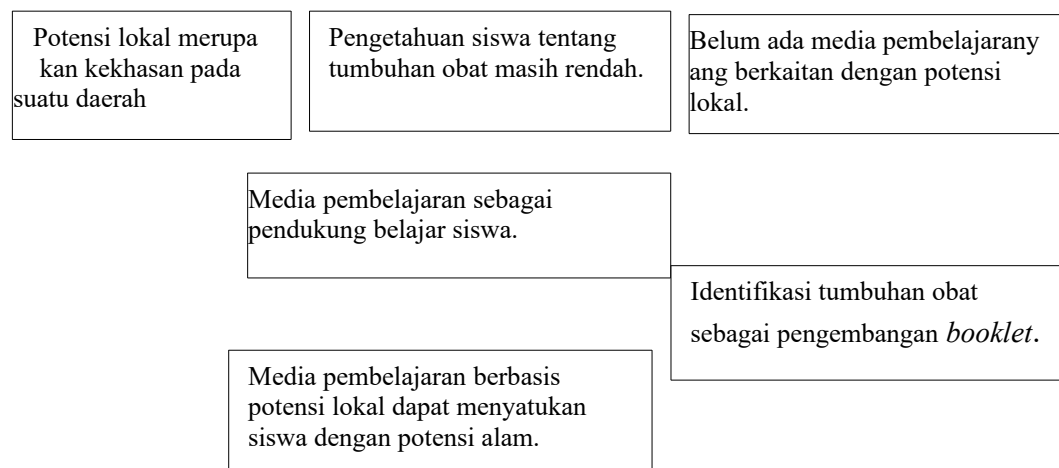 Potensi lokal merupa
kan kekhasan pada
suatu daerah
Pengetahuan siswa tentang
tumbuhan obat masih rendah.
Belum ada media pembelajarany
ang berkaitan dengan potensi
lokal.
Media pembelajaran sebagai
pendukung belajar siswa.
Identifikasi tumbuhan obat
sebagai pengembangan booklet.
Media pembelajaran berbasis
potensi lokal dapat menyatukan
siswa dengan potensi alam.